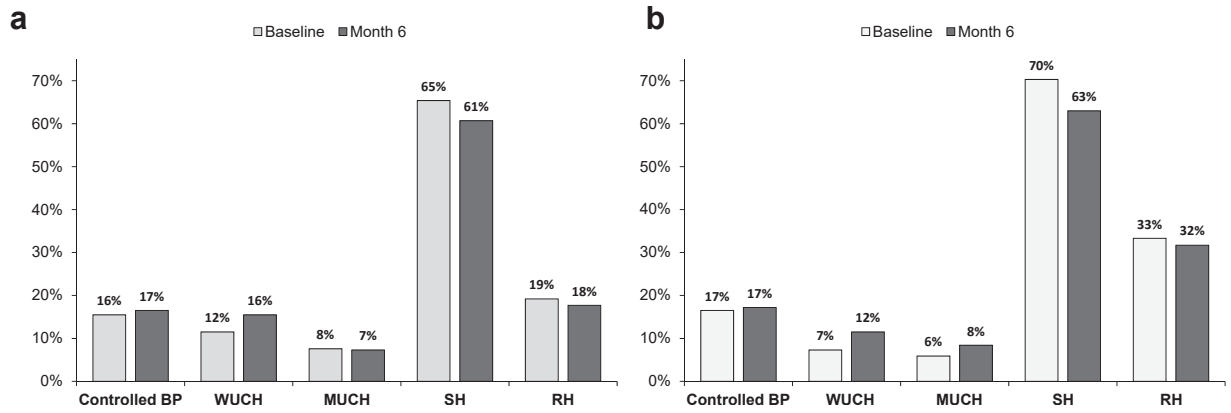 a
Baseline Month 6
70%
60%
50%
40%
30%
20%
10%
0%
16% 17% 12% 16% 8% 7% 65% 61% 19% 18%
Controlled BP WUCH MUCH SH RH
b
Baseline Month 6
70%
60%
50%
40%
30%
20%
10%
0%
17% 17% 7% 12% 6% 8% 70% 63% 33% 32%
Controlled BP WUCH MUCH SH RH